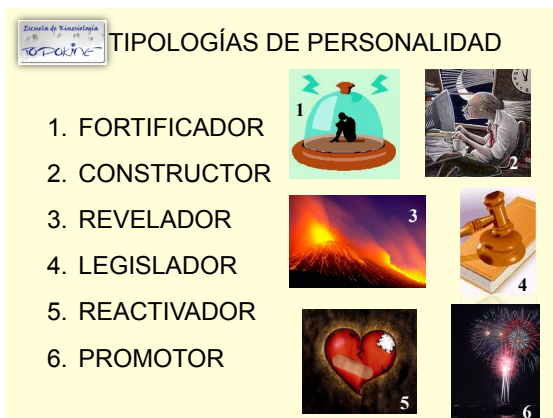 Escuela de Kinesiología
TODOKINE
TIPOLOGÍAS DE PERSONALIDAD
1. FORTIFICADOR
2. CONSTRUCTOR
3. REVELADOR
4. LEGISLADOR
5. REACTIVADOR
6. PROMOTOR
1
2
3
4
5
6